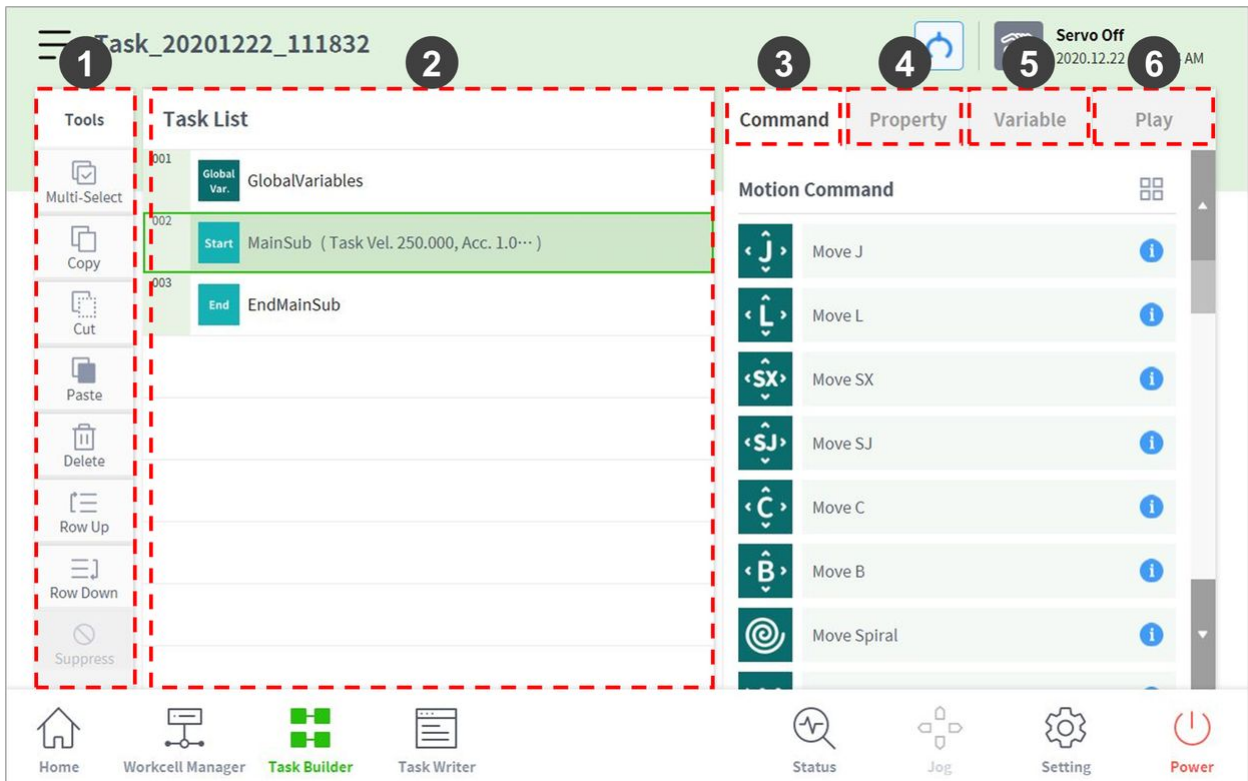 Task_20201222_111832
Servo Off
2020.12.22 AM
1
2
3
4
5
6
Tools
Multi-Select
Copy
Cut
Paste
Delete
Row Up
Row Down
Suppress
Task List
001
Global Var.
GlobalVariables
002
Start
MainSub ( Task Vel. 250.000, Acc. 1.0··· )
003
End
EndMainSub
Command
Property
Variable
Play
Motion Command
J
Move J
L
Move L
SX
Move SX
SJ
Move SJ
C
Move C
B
Move B
Move Spiral
Home
Workcell Manager
Task Builder
Task Writer
Status
Jog
Setting
Power